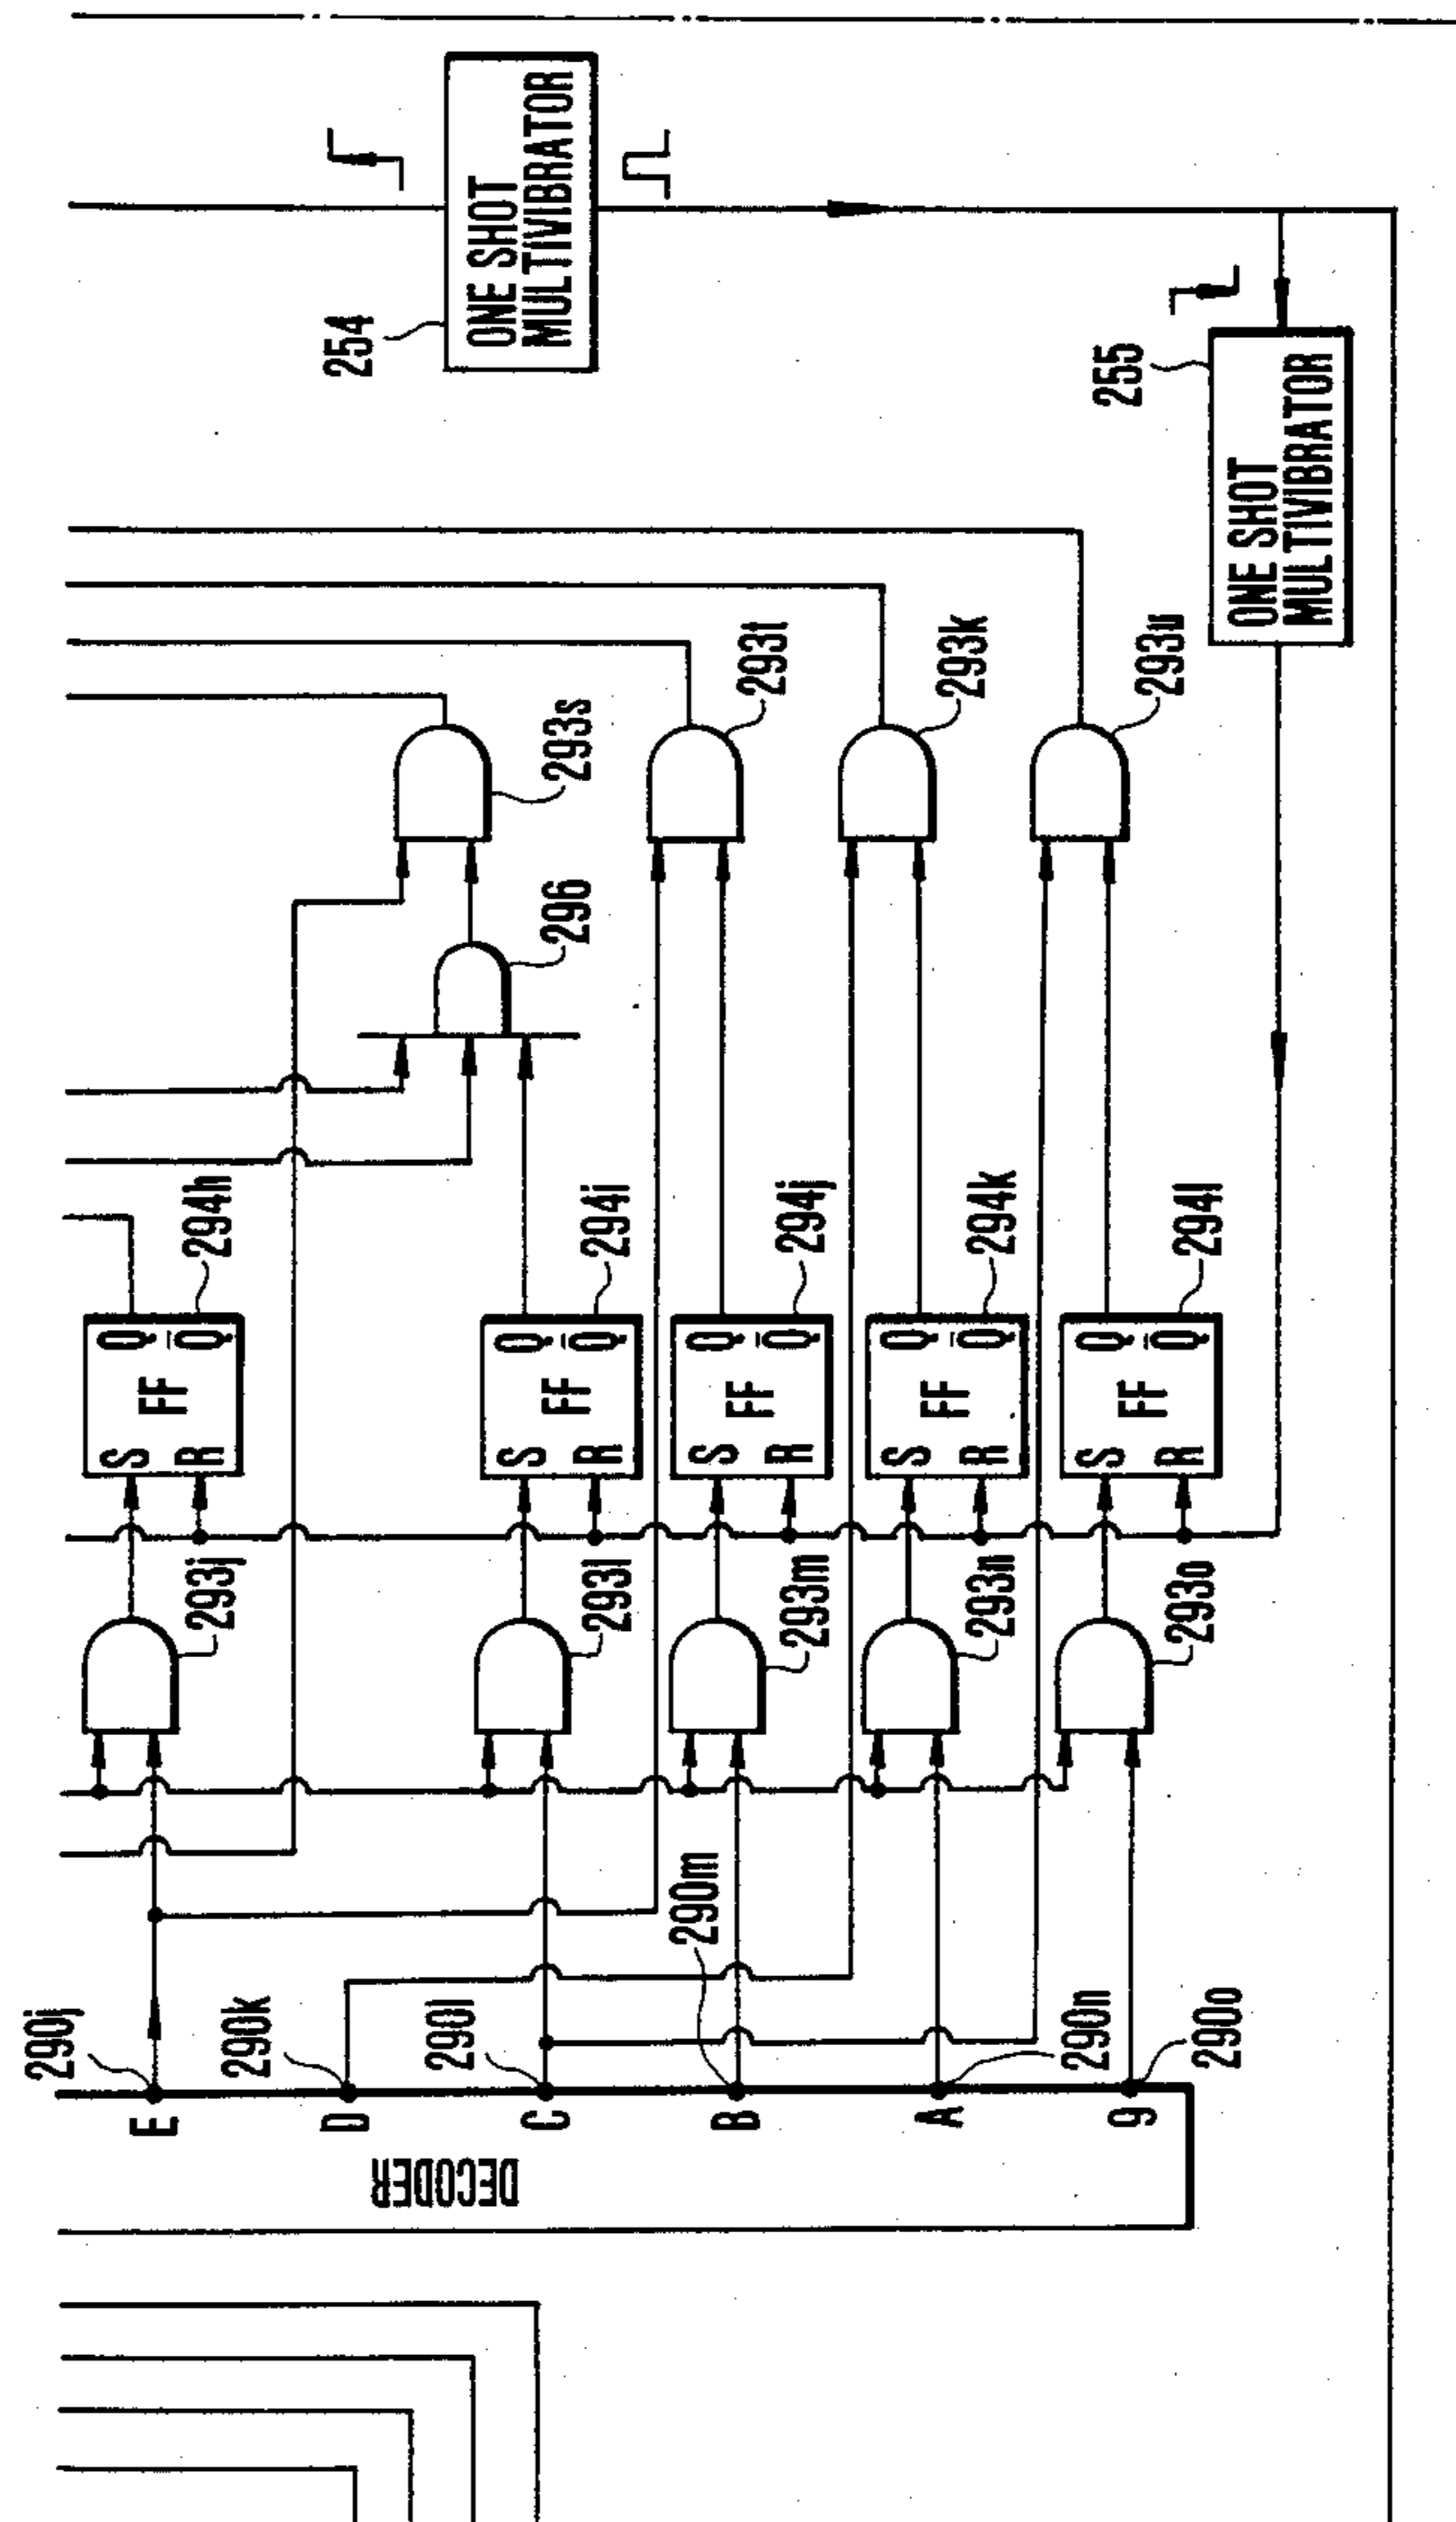 254
ONE SHOT
MULTIVIBRATOR
255
ONE SHOT
MULTIVIBRATOR
293s
293t
293k
293u
296
294h
294i
294j
294k
294l
Q
Q̅
FF
S
R
Q
Q̅
FF
S
R
Q
Q̅
FF
S
R
Q
Q̅
FF
S
R
Q
Q̅
FF
S
R
293j
293l
293m
293n
293o
290j
290k
290l
290m
290n
290o
E
D
C
B
A
9
DECODER